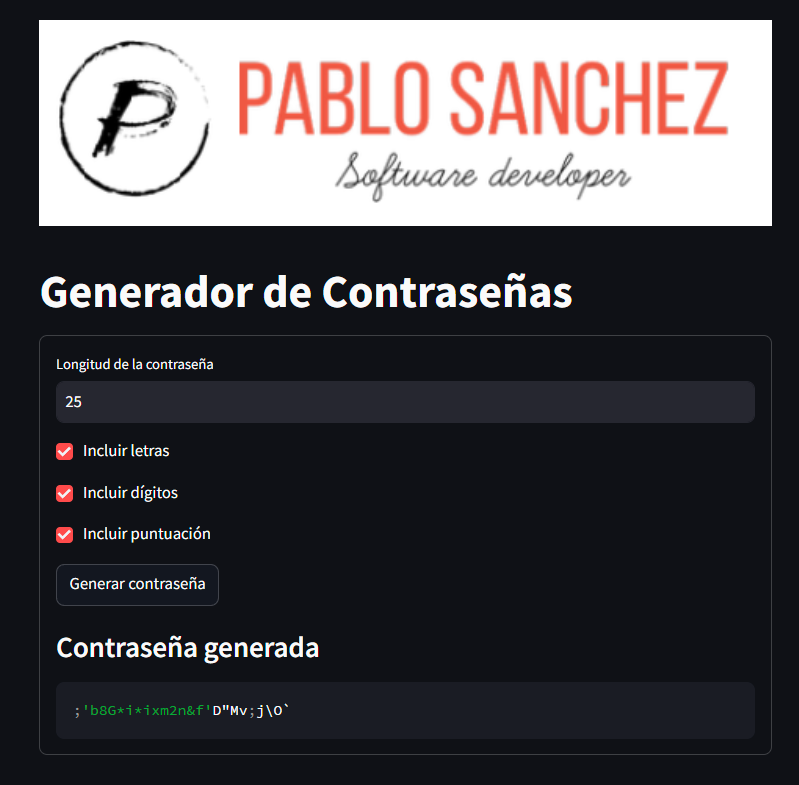 P
PABLO SANCHEZ
Software developer
Generador de Contraseñas
Longitud de la contraseña
25
Incluir letras
Incluir dígitos
Incluir puntuación
Generar contraseña
Contraseña generada
;'b8G*i*ixm2n&f'D"Mv;j\O`